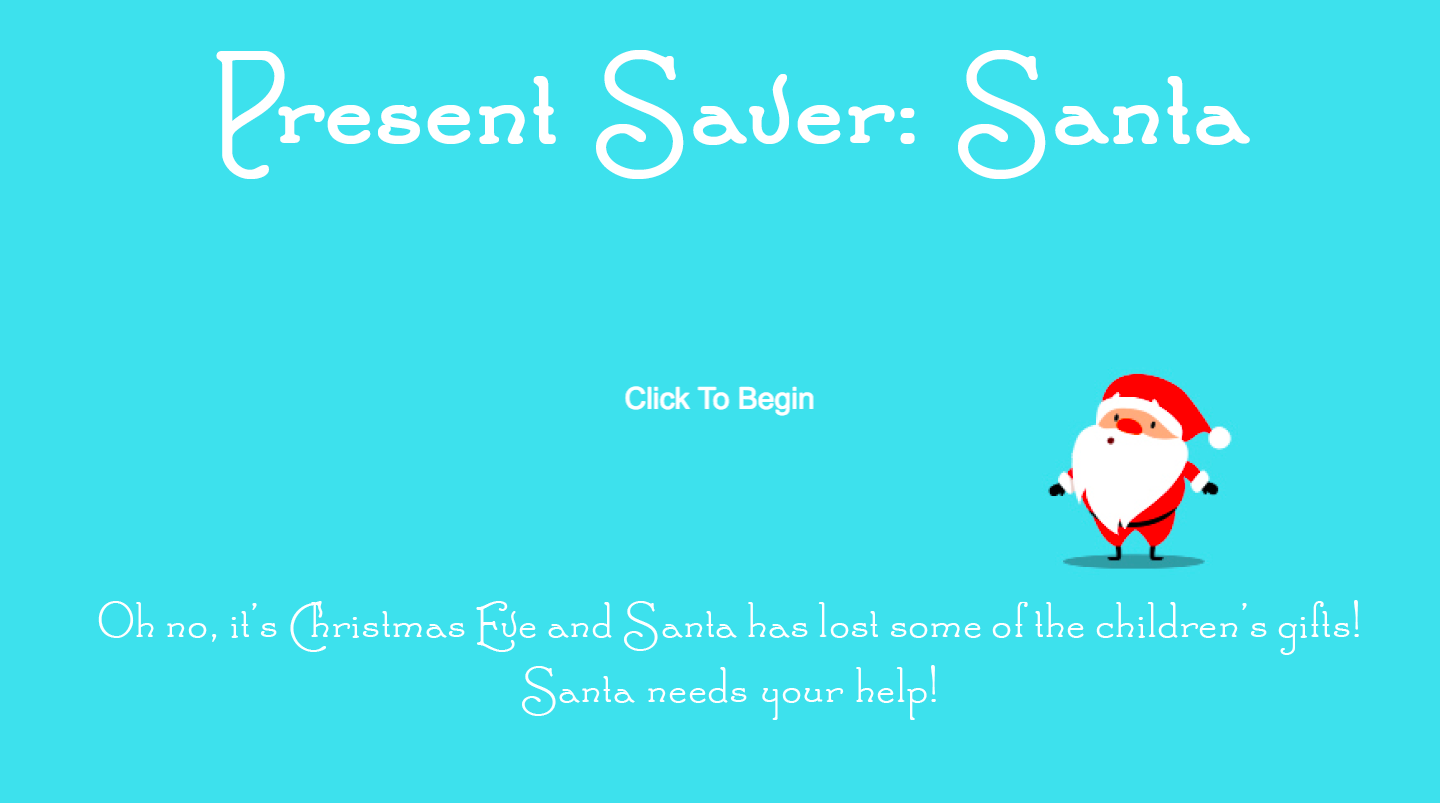 Present Saver: Santa
Click To Begin
Oh no, it's Christmas Eve and Santa has lost some of the children's gifts!
Santa needs your help!